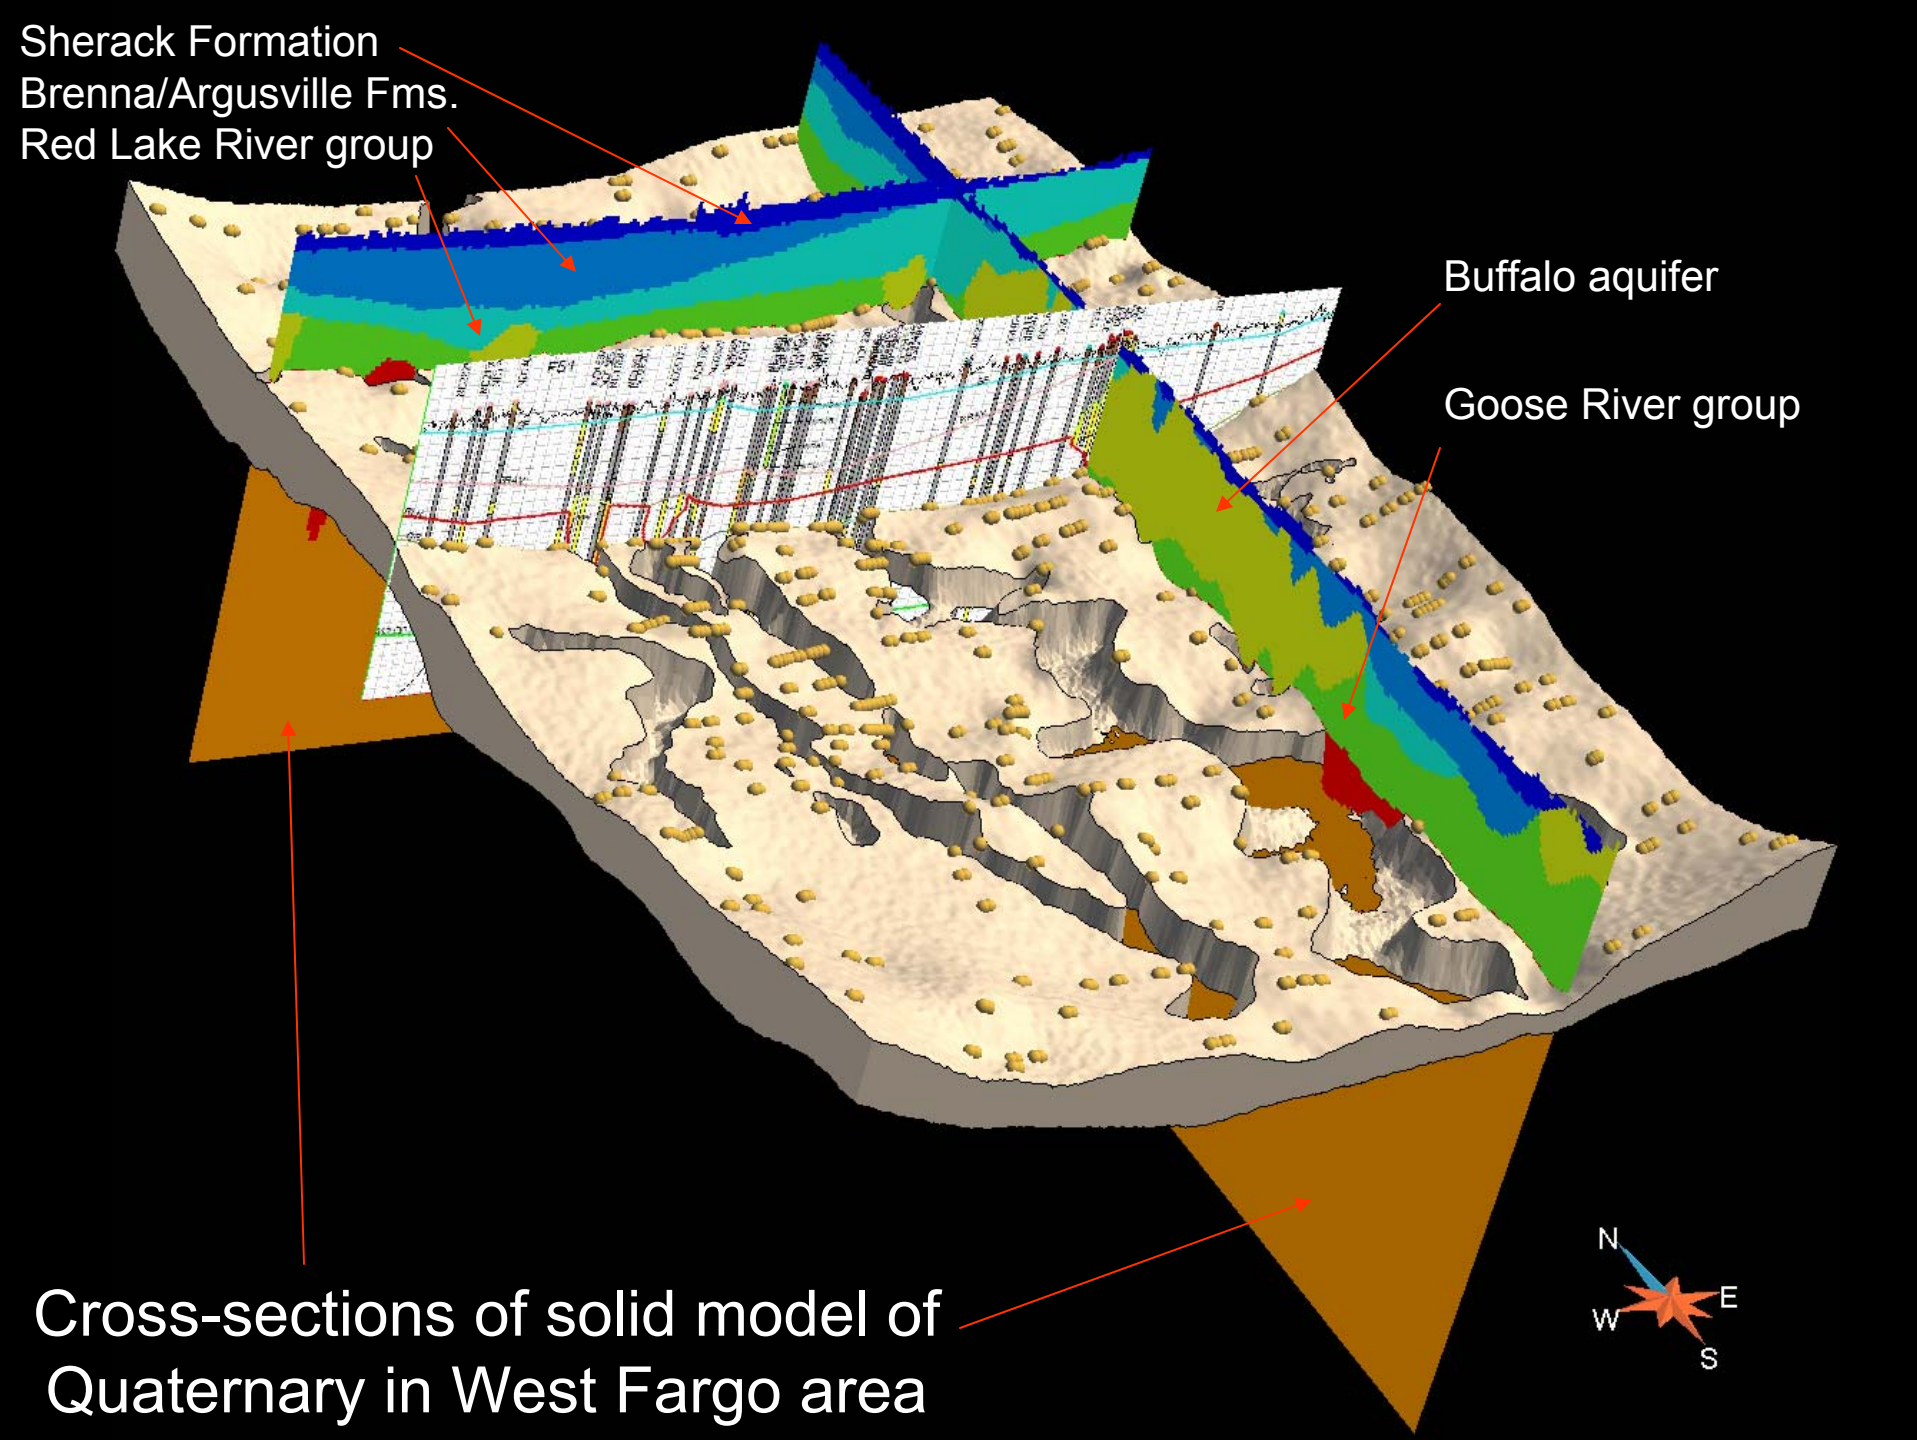 Sherack Formation
Brenna/Argusville Fms.
Red Lake River group
Buffalo aquifer
Goose River group
Cross-sections of solid model of
Quaternary in West Fargo area
N
E
W
S